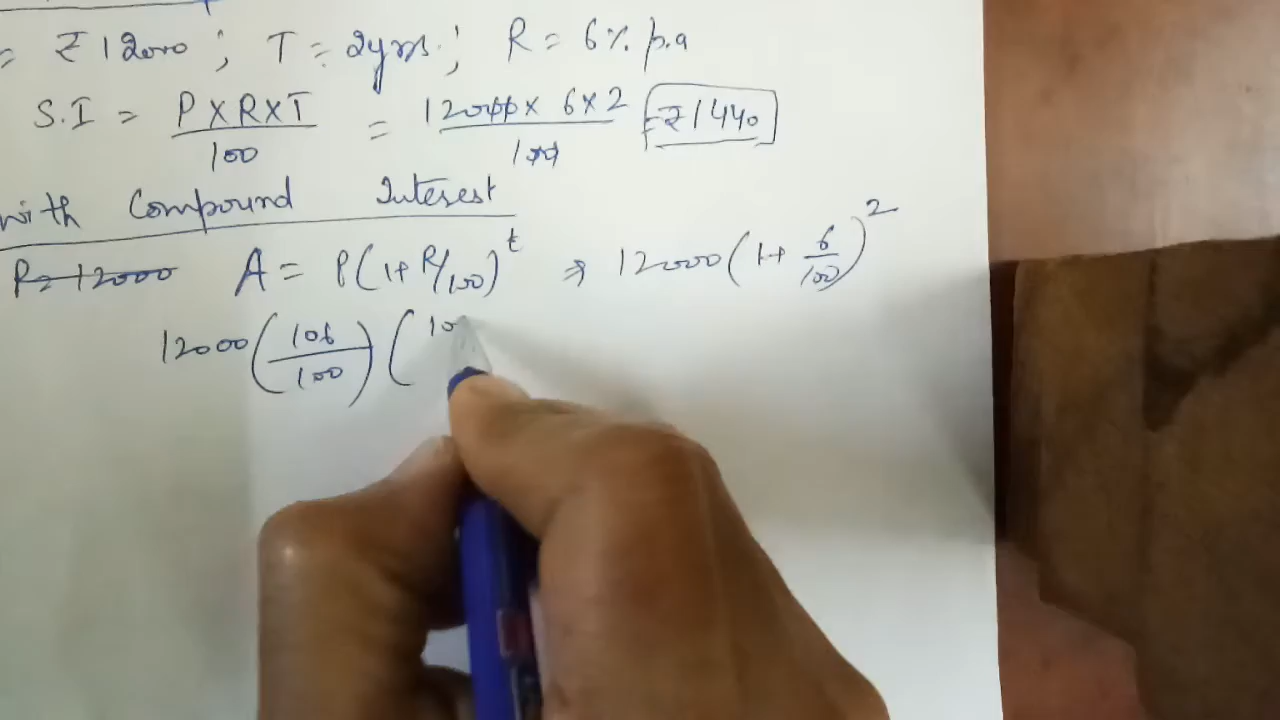 = ₹ 12000 ; T = 2yrs. ; R = 6% p.a
S.I = P X R X T / 100 = 12000 x 6 x 2 / 100 = ₹ 1440
with Compound Interest
P = 12000 A = P(1+R/100)^t ⇒ 12000(1+6/100)^2
12000(106/100)(10